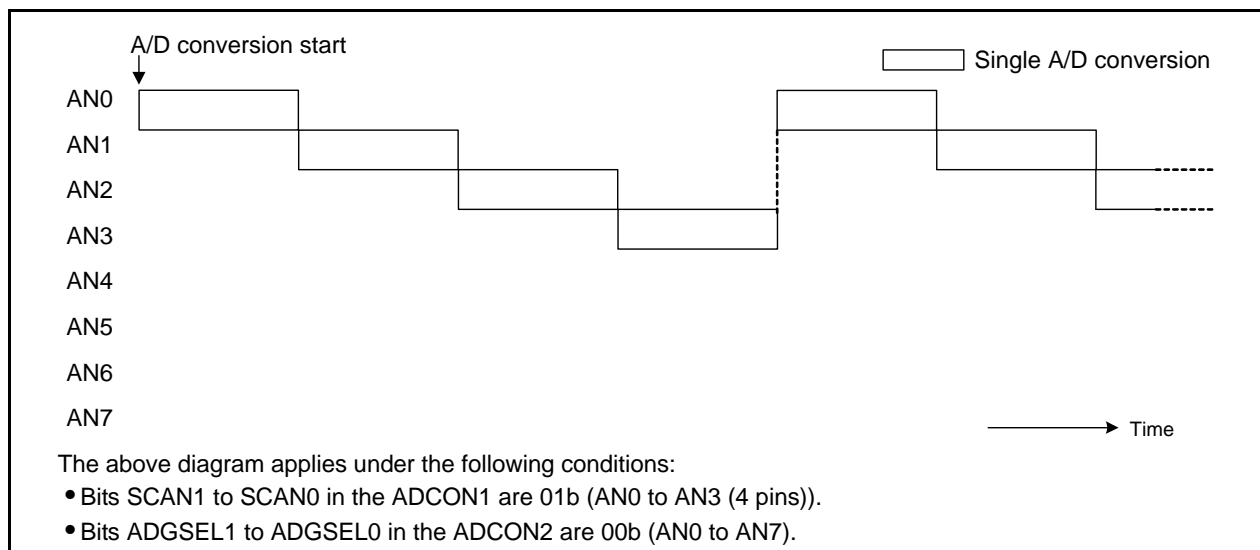 A/D conversion start
Single A/D conversion
AN0
AN1
AN2
AN3
AN4
AN5
AN6
AN7
Time
The above diagram applies under the following conditions:
•Bits SCAN1 to SCAN0 in the ADCON1 are 01b (AN0 to AN3 (4 pins)).
•Bits ADGSEL1 to ADGSEL0 in the ADCON2 are 00b (AN0 to AN7).